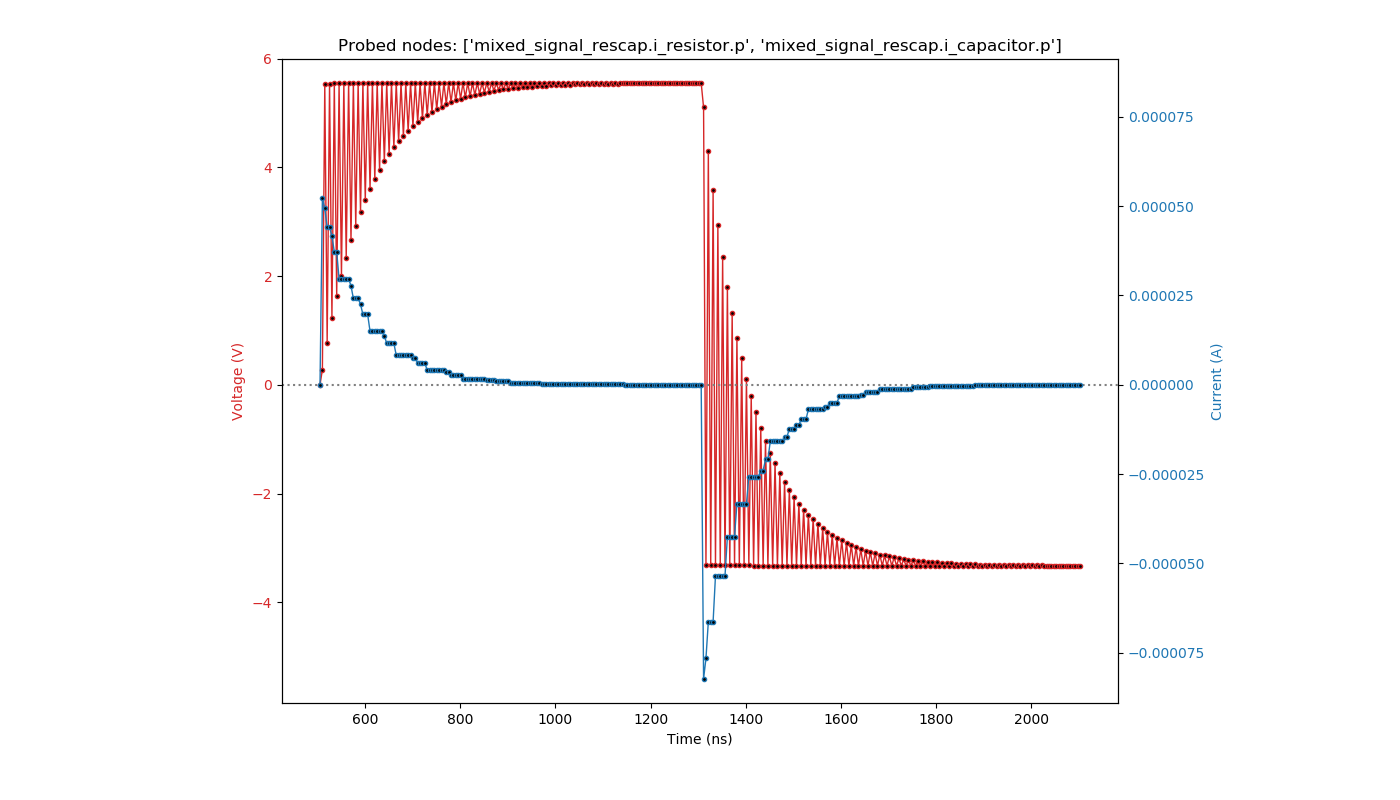 Probed nodes: ['mixed_signal_rescap.i_resistor.p', 'mixed_signal_rescap.i_capacitor.p']
6
4
2
0
−2
−4
Voltage (V)
0.000075
0.000050
0.000025
0.000000
−0.000025
−0.000050
−0.000075
Current (A)
600 800 1000 1200 1400 1600 1800 2000
Time (ns)